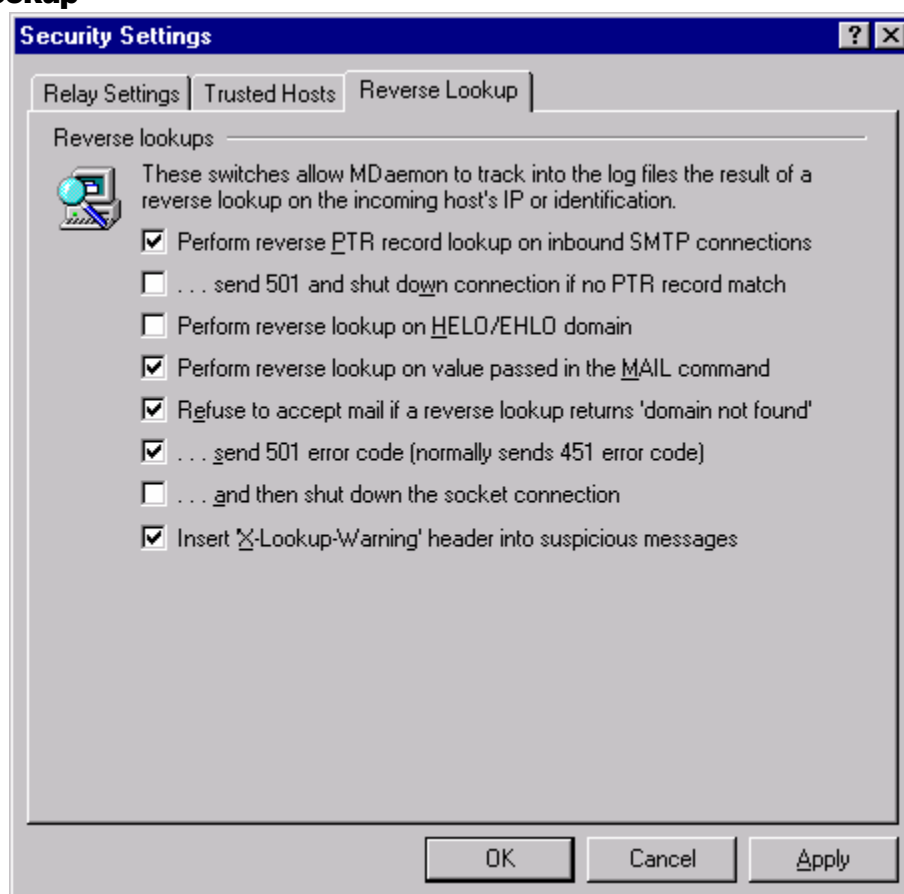 Security Settings
Relay Settings Trusted Hosts Reverse Lookup
Reverse lookups
These switches allow MDaemon to track into the log files the result of a
reverse lookup on the incoming host's IP or identification.
Perform reverse PTR record lookup on inbound SMTP connections
. . . send 501 and shut down connection if no PTR record match
Perform reverse lookup on HELO/EHLO domain
Perform reverse lookup on value passed in the MAIL command
Refuse to accept mail if a reverse lookup returns 'domain not found'
. . . send 501 error code (normally sends 451 error code)
. . . and then shut down the socket connection
Insert 'X-Lookup-Warning' header into suspicious messages
OK Cancel Apply